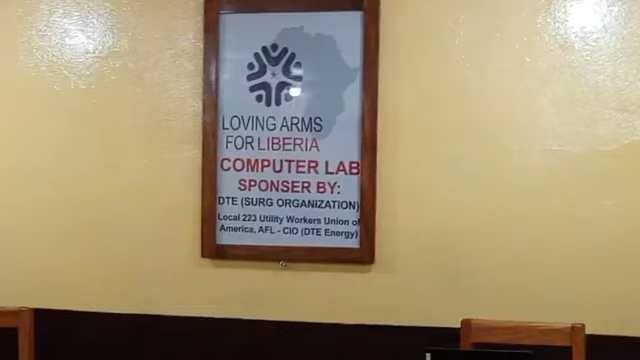 LOVING ARMS
FOR LIBERIA
COMPUTER LAB
SPONSER BY:
DTE (SURG ORGANIZATION)
Local 223 Utility Workers Union of
America, AFL - CIO (DTE Energy)